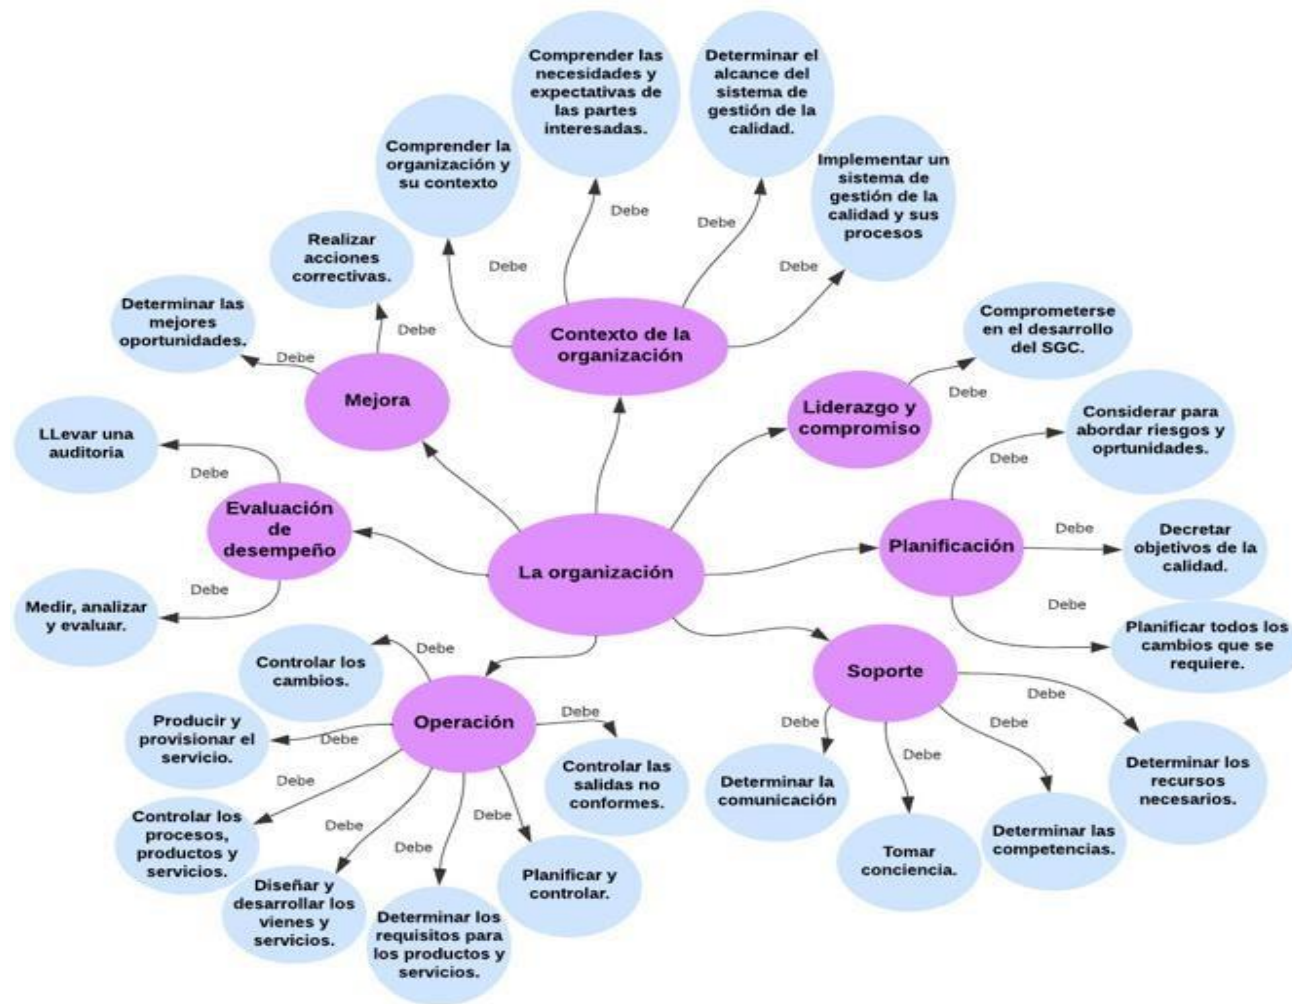 Comprender las
necesidades y
expectativas de
las partes
interesadas.
Determinar el
alcance del
sistema de
gestión de la
calidad.
Comprender la
organización y
su contexto
Implementar un
sistema de
gestión de la
calidad y sus
procesos
Debe
Debe
Debe
Debe
Contexto de la
organización
Realizar
acciones
correctivas.
Determinar las
mejores
oportunidades.
Debe
Debe
Mejora
Comprometerse
en el desarrollo
del SGC.
Debe
Liderazgo y
compromiso
LLevar una
auditoria
Debe
Evaluación
de
desempeño
Debe
Medir, analizar
y evaluar.
La organización
Considerar para
abordar riesgos y
oprtunidades.
Debe
Planificación
Debe
Decretar
objetivos de la
calidad.
Debe
Planificar todos los
cambios que se
requiere.
Controlar los
cambios.
Debe
Operación
Producir y
provisionar el
servicio.
Debe
Debe
Controlar las
salidas no
conformes.
Controlar los
procesos,
productos y
servicios.
Debe
Debe
Debe
Debe
Diseñar y
desarrollar los
vienes y
servicios.
Determinar los
requisitos para
los productos y
servicios.
Planificar y
controlar.
Soporte
Debe
Debe
Debe
Debe
Determinar la
comunicación
Tomar
conciencia.
Determinar las
competencias.
Determinar los
recursos
necesarios.